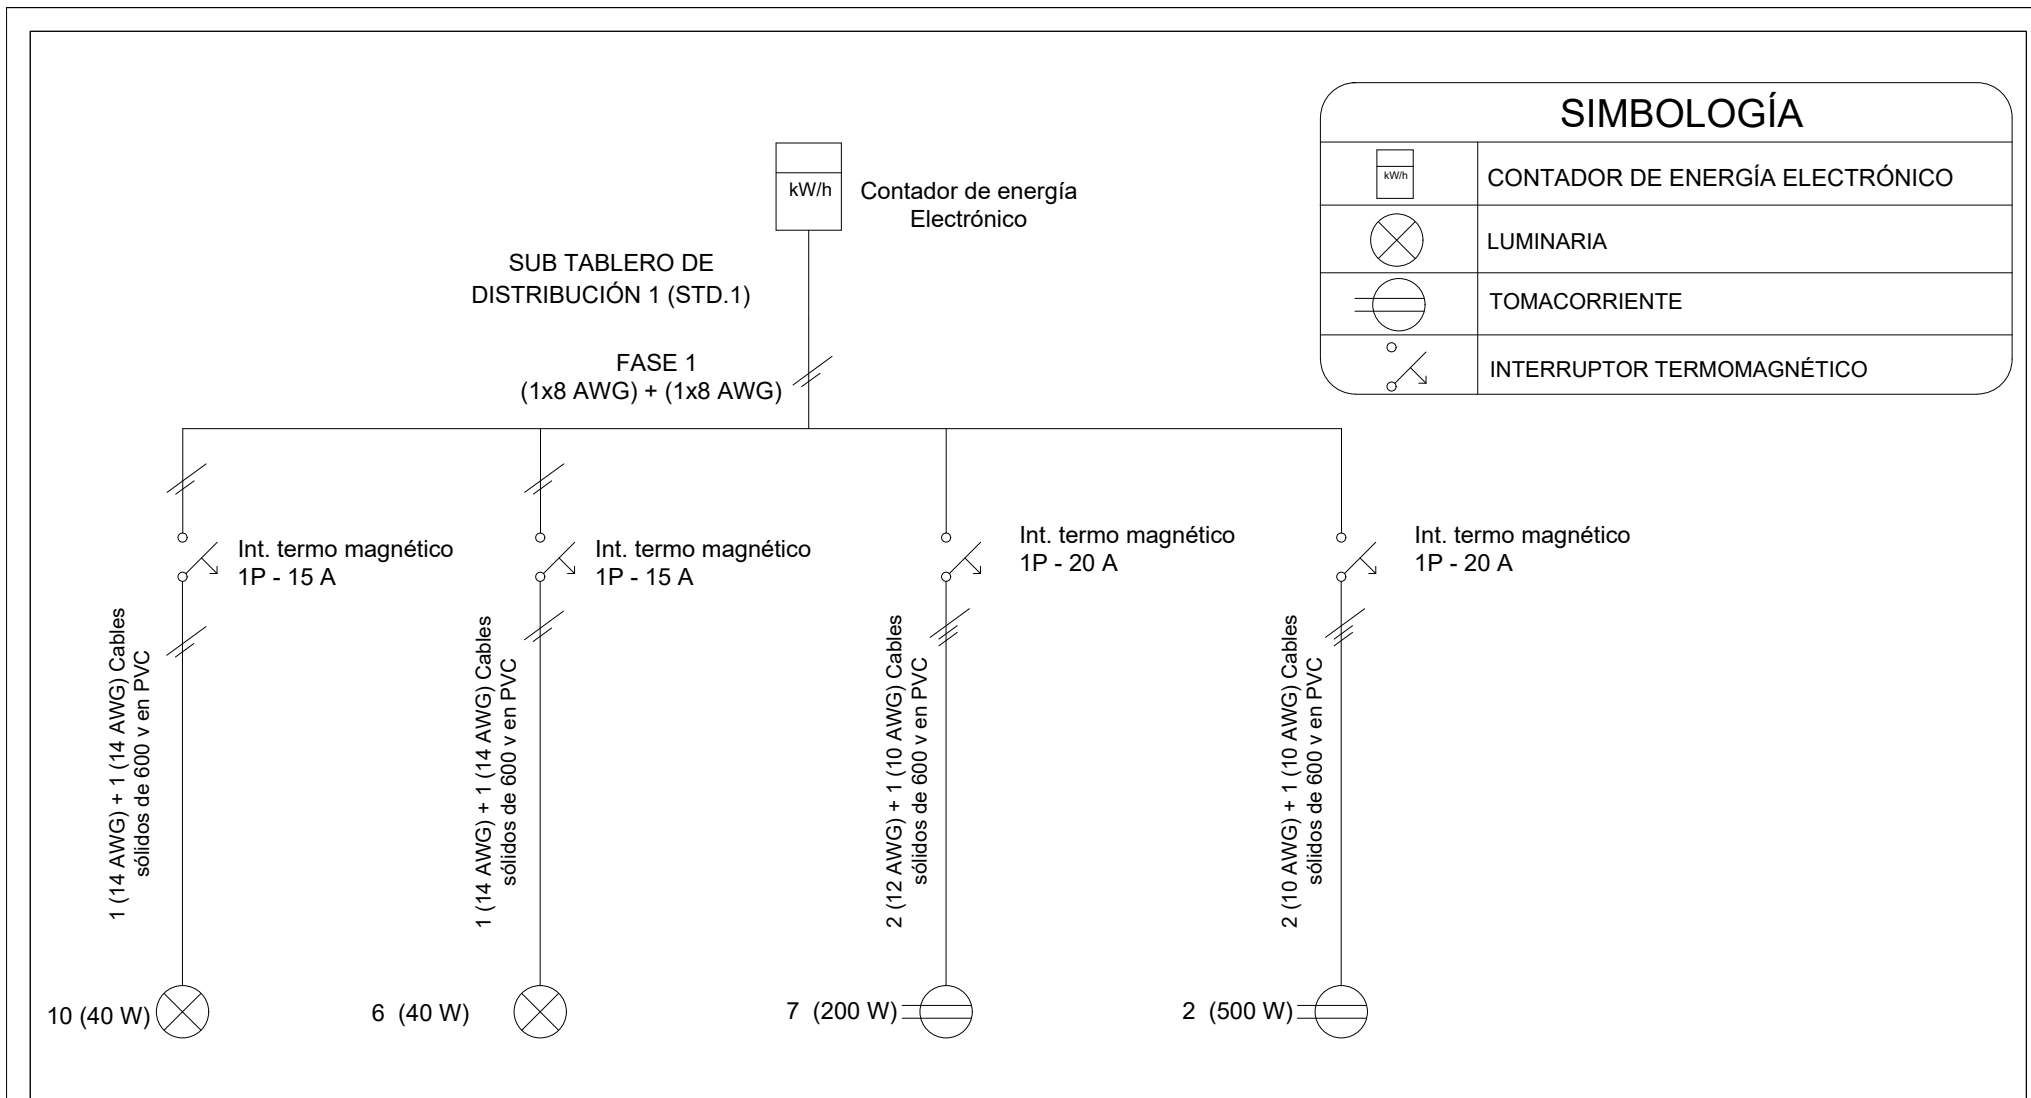 SIMBOLOGÍA
kW/h
CONTADOR DE ENERGÍA ELECTRÓNICO
LUMINARIA
TOMACORRIENTE
INTERRUPTOR TERMOMAGNÉTICO
kW/h
Contador de energía
Electrónico
SUB TABLERO DE
DISTRIBUCIÓN 1 (STD.1)
FASE 1
(1x8 AWG) + (1x8 AWG)
Int. termo magnético
1P - 15 A
Int. termo magnético
1P - 15 A
Int. termo magnético
1P - 20 A
Int. termo magnético
1P - 20 A
1 (14 AWG) + 1 (14 AWG) Cables
sólidos de 600 v en PVC
1 (14 AWG) + 1 (14 AWG) Cables
sólidos de 600 v en PVC
2 (12 AWG) + 1 (10 AWG) Cables
sólidos de 600 v en PVC
2 (10 AWG) + 1 (10 AWG) Cables
sólidos de 600 v en PVC
10 (40 W)
6 (40 W)
7 (200 W)
2 (500 W)